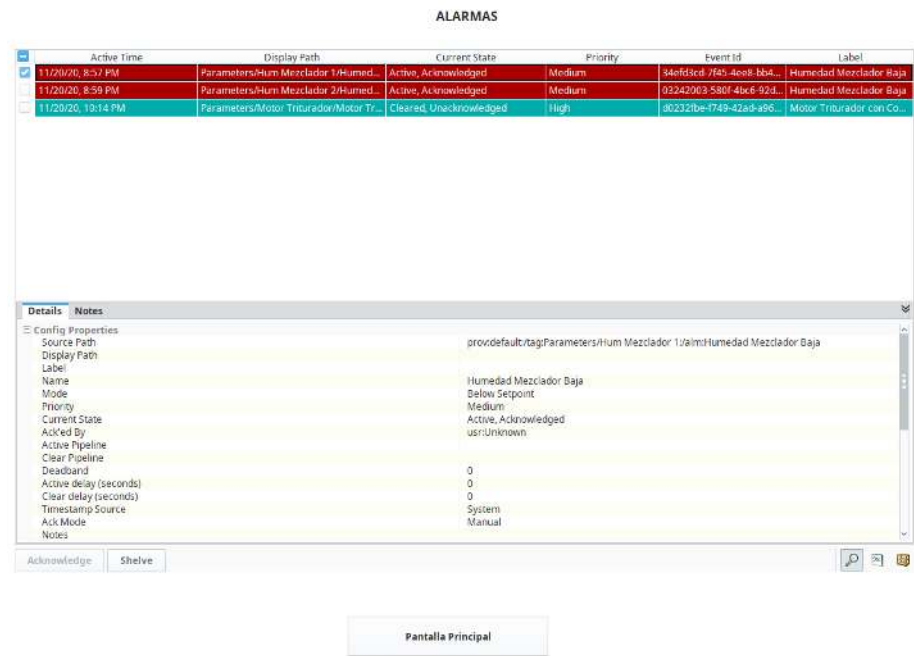 ALARMAS
Active Time Display Path Current State Priority Event Id Label
11/20/20, 8:57 PM Parameters/Hum Mezclador 1/Humed... Active, Acknowledged Medium 34efd3cd-7f45-4ee8-bb4... Humedad Mezclador Baja
11/20/20, 8:59 PM Parameters/Hum Mezclador 2/Humed... Active, Acknowledged Medium 03242003-580f-4bc6-92d... Humedad Mezclador Baja
11/20/20, 10:14 PM Parameters/Motor Triturador/Motor Tr... Cleared, Unacknowledged High d0232fbe-f749-42ad-a96... Motor Triturador con Co...
Details Notes
Config Properties
Source Path prov:default:/tag:Parameters/Hum Mezclador 1:/alm:Humedad Mezclador Baja
Display Path
Label
Name Humedad Mezclador Baja
Mode Below Setpoint
Priority Medium
Current State Active, Acknowledged
Ack'ed By usr:Unknown
Active Pipeline
Clear Pipeline
Deadband 0
Active delay (seconds) 0
Clear delay (seconds) 0
Timestamp Source System
Ack Mode Manual
Notes
Acknowledge Shelve
Pantalla Principal